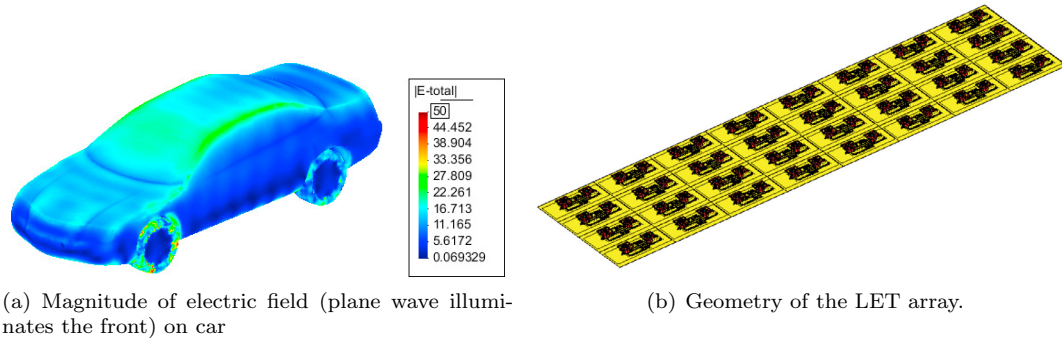 |E-total|
50
44.452
38.904
33.356
27.809
22.261
16.713
11.165
5.6172
0.069329
(a) Magnitude of electric field (plane wave illumi-
nates the front) on car
(b) Geometry of the LET array.